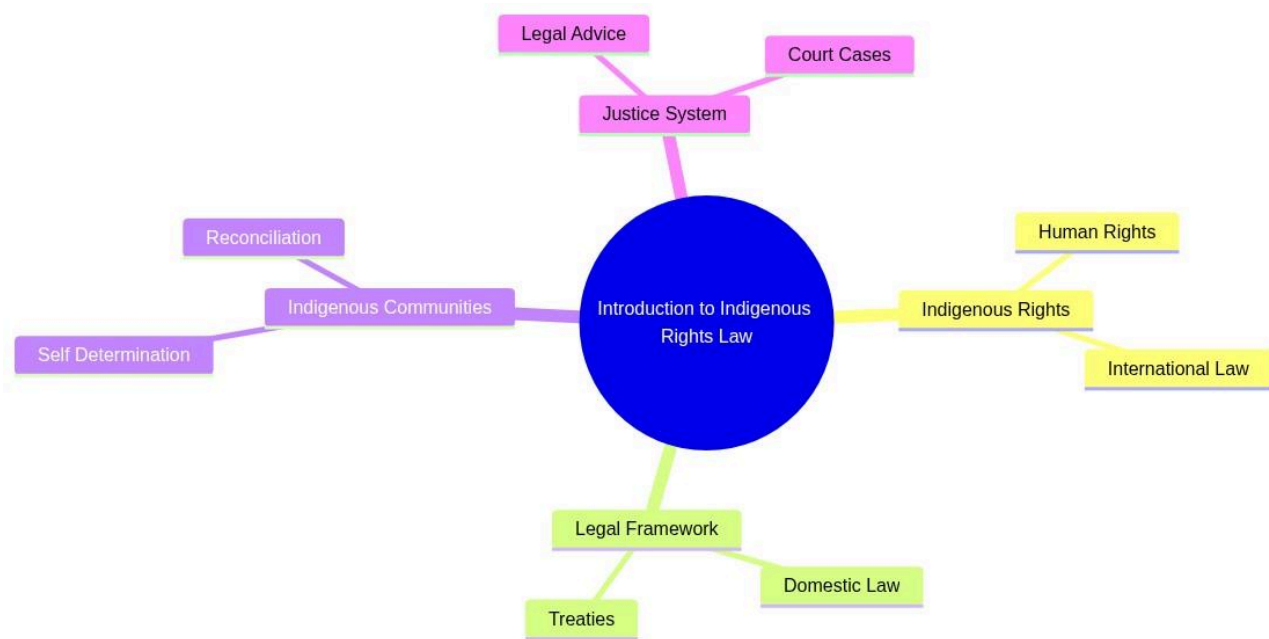 Legal Advice
Court Cases
Justice System
Reconciliation
Human Rights
Indigenous Communities
Introduction to Indigenous
Rights Law
Indigenous Rights
Self Determination
International Law
Legal Framework
Domestic Law
Treaties